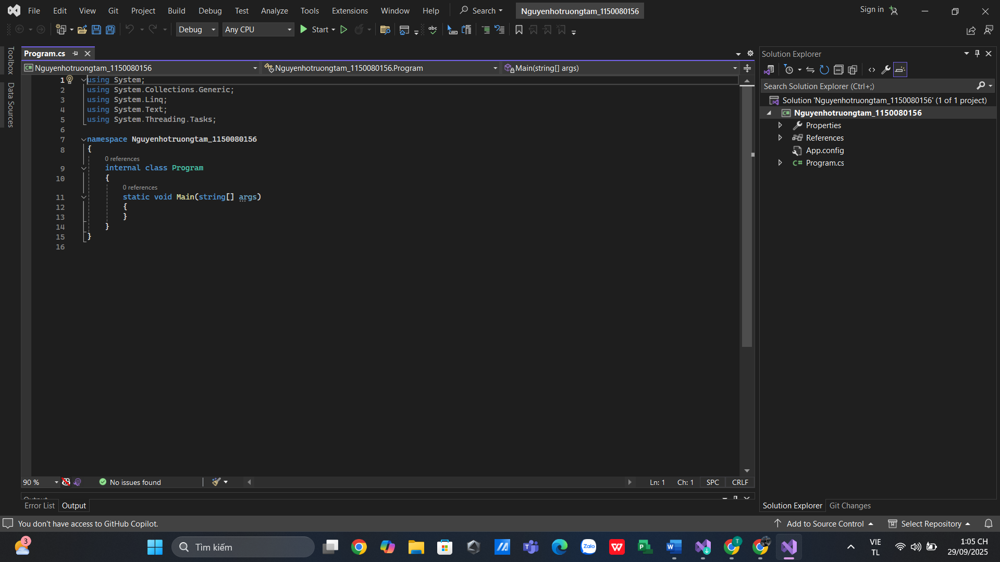 File Edit View Git Project Build Debug Test Analyze Tools Extensions Window Help Search Nguyenhotruongtam_1150080156 Sign in
Debug Any CPU Start abc
Toolbox
Data Sources
Program.cs
Nguyenhotruongtam_1150080156 Nguyenhotruongtam_1150080156.Program Main(string[] args)
1 using System;
2 using System.Collections.Generic;
3 using System.Linq;
4 using System.Text;
5 using System.Threading.Tasks;
6
7 namespace Nguyenhotruongtam_1150080156
8 {
0 references
9 internal class Program
10 {
0 references
11 static void Main(string[] args)
12 {
13 }
14 }
15 }
16
90 % No issues found Ln: 1 Ch: 1 SPC CRLF
Output
Error List Output
Solution Explorer
Search Solution Explorer (Ctrl+;)
Solution 'Nguyenhotruongtam_1150080156' (1 of 1 project)
C# Nguyenhotruongtam_1150080156
Properties
References
App.config
C# Program.cs
Solution Explorer Git Changes
You don't have access to GitHub Copilot. Add to Source Control Select Repository
3 Tìm kiếm Zalo W P W T VIE 1:05 CH
TL 29/09/2025